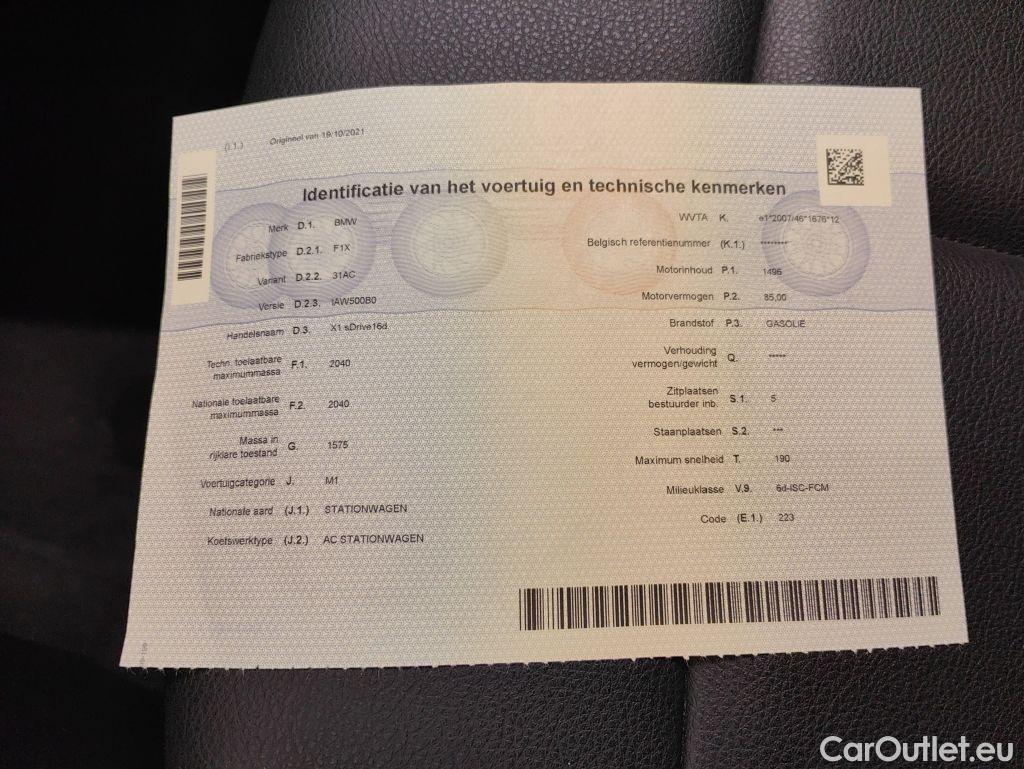 (I.1.) Origineel van 19/10/2021
Identificatie van het voertuig en technische kenmerken
Merk D.1. BMW
Fabriekstype D.2.1. F1X
Variant D.2.2. 31AC
Versie D.2.3. IAW500B0
Handelsnaam D.3. X1 sDrive16d
Techn. toelaatbare
maximummassa F.1. 2040
Nationale toelaatbare
maximummassa F.2. 2040
Massa in
rijklare toestand G. 1575
Voertuigcategorie J. M1
Nationale aard (J.1.) STATIONWAGEN
Koetswerktype (J.2.) AC STATIONWAGEN
WVTA K. e1*2007/46*1676*12
Belgisch referentienummer (K.1.) ********
Motorinhoud P.1. 1496
Motorvermogen P.2. 85,00
Brandstof P.3. GASOLIE
Verhouding
vermogen/gewicht Q. *****
Zitplaatsen
bestuurder inb. S.1. 5
Staanplaatsen S.2. ***
Maximum snelheid T. 190
Milieuklasse V.9. 6d-ISC-FCM
Code (E.1.) 223
CarOutlet.eu